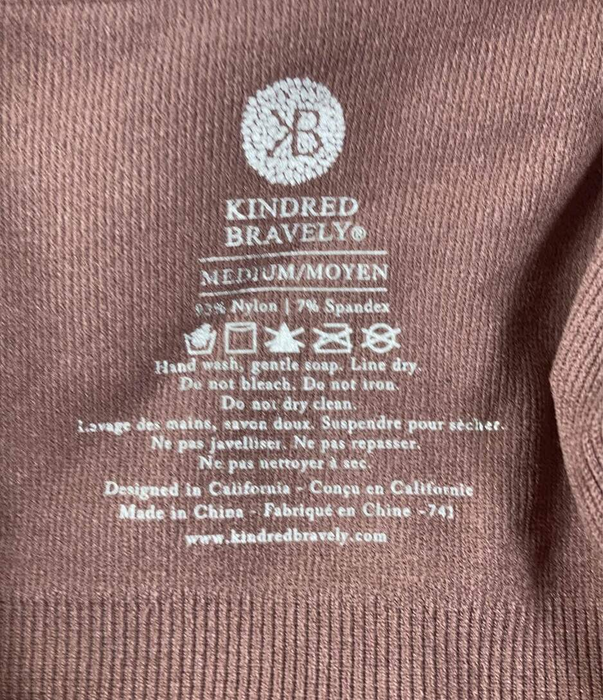 KB
KINDRED
BRAVELY®
MEDIUM/MOYEN
93% Nylon | 7% Spandex
Hand wash, gentle soap. Line dry.
Do not bleach. Do not iron.
Do not dry clean.
Lavage des mains, savon doux. Suspendre pour sécher.
Ne pas javelliser. Ne pas repasser.
Ne pas nettoyer à sec.
Designed in California - Conçu en Californie
Made in China - Fabriqué en Chine -741
www.kindredbravely.com